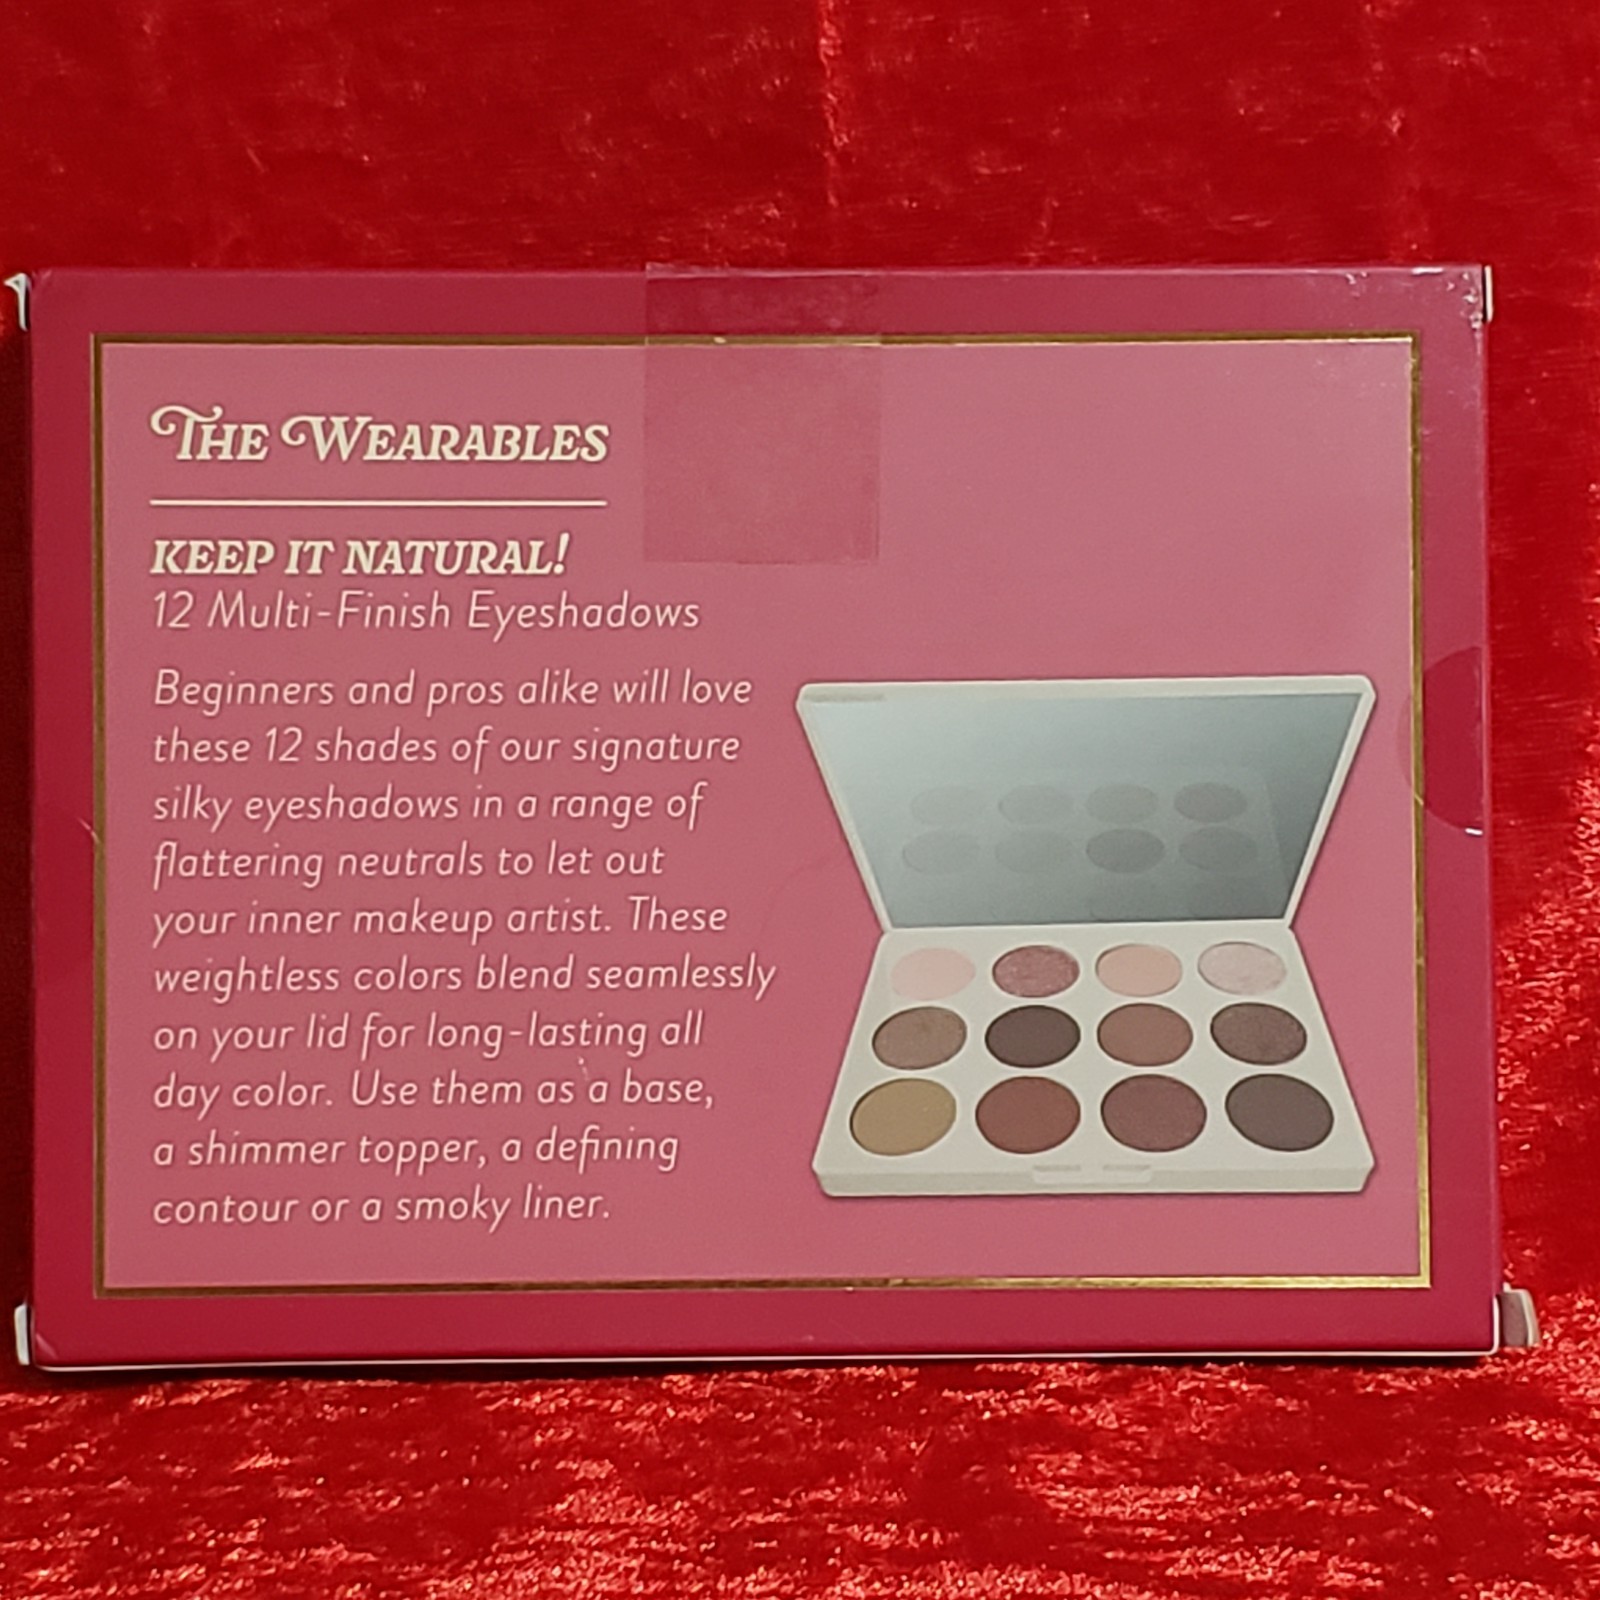 THE WEARABLES
KEEP IT NATURAL!
12 Multi-Finish Eyeshadows
Beginners and pros alike will love
these 12 shades of our signature
silky eyeshadows in a range of
flattering neutrals to let out
your inner makeup artist. These
weightless colors blend seamlessly
on your lid for long-lasting all
day color. Use them as a base,
a shimmer topper, a defining
contour or a smoky liner.